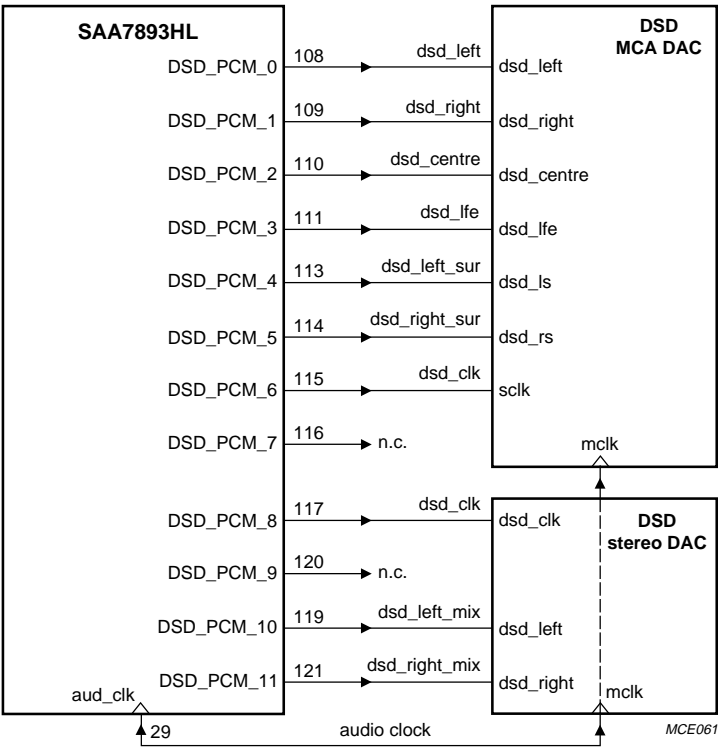 SAA7893HL
DSD
MCA DAC
DSD_PCM_0 108 dsd_left dsd_left
DSD_PCM_1 109 dsd_right dsd_right
DSD_PCM_2 110 dsd_centre dsd_centre
DSD_PCM_3 111 dsd_lfe dsd_lfe
DSD_PCM_4 113 dsd_left_sur dsd_ls
DSD_PCM_5 114 dsd_right_sur dsd_rs
DSD_PCM_6 115 dsd_clk sclk
DSD_PCM_7 116 n.c.
mclk
DSD_PCM_8 117 dsd_clk dsd_clk
DSD
stereo DAC
DSD_PCM_9 120 n.c.
DSD_PCM_10 119 dsd_left_mix dsd_left
DSD_PCM_11 121 dsd_right_mix dsd_right
aud_clk mclk
29 audio clock MCE061